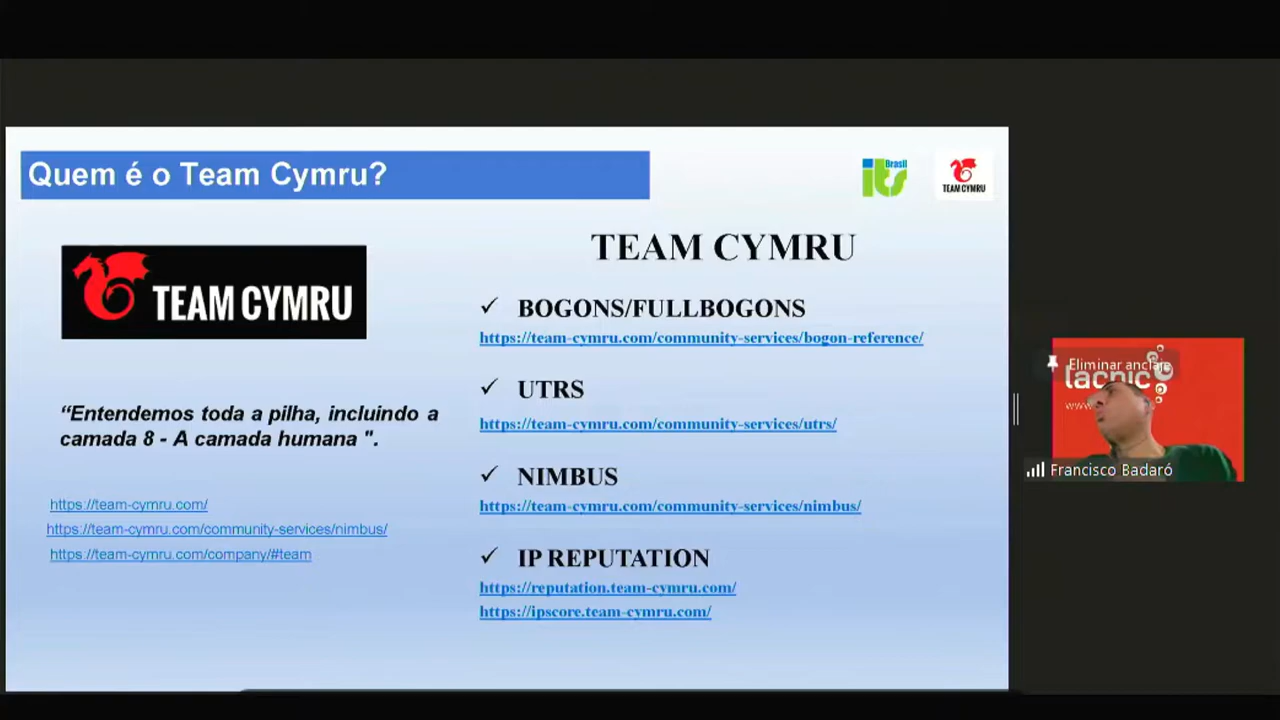 Quem é o Team Cymru?
Brasil
its
TEAM CYMRU
TEAM CYMRU
“Entendemos toda a pilha, incluindo a
camada 8 - A camada humana ".
https://team-cymru.com/
https://team-cymru.com/community-services/nimbus/
https://team-cymru.com/company/#team
TEAM CYMRU
✓ BOGONS/FULLBOGONS
https://team-cymru.com/community-services/bogon-reference/
✓ UTRS
https://team-cymru.com/community-services/utrs/
✓ NIMBUS
https://team-cymru.com/community-services/nimbus/
✓ IP REPUTATION
https://reputation.team-cymru.com/
https://ipscore.team-cymru.com/
Eliminar anclaje
lacnic
Francisco Badaró